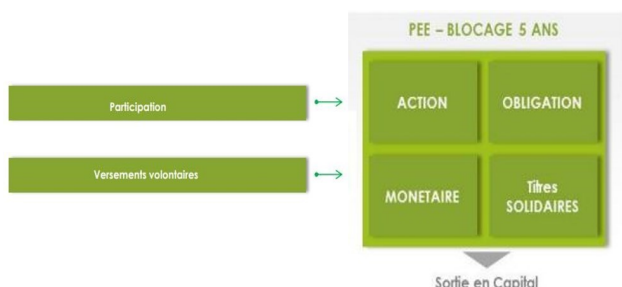 PEE – BLOCAGE 5 ANS
Participation
Versements volontaires
ACTION
OBLIGATION
MONETAIRE
Titres
SOLIDAIRES
Sortie en Capital